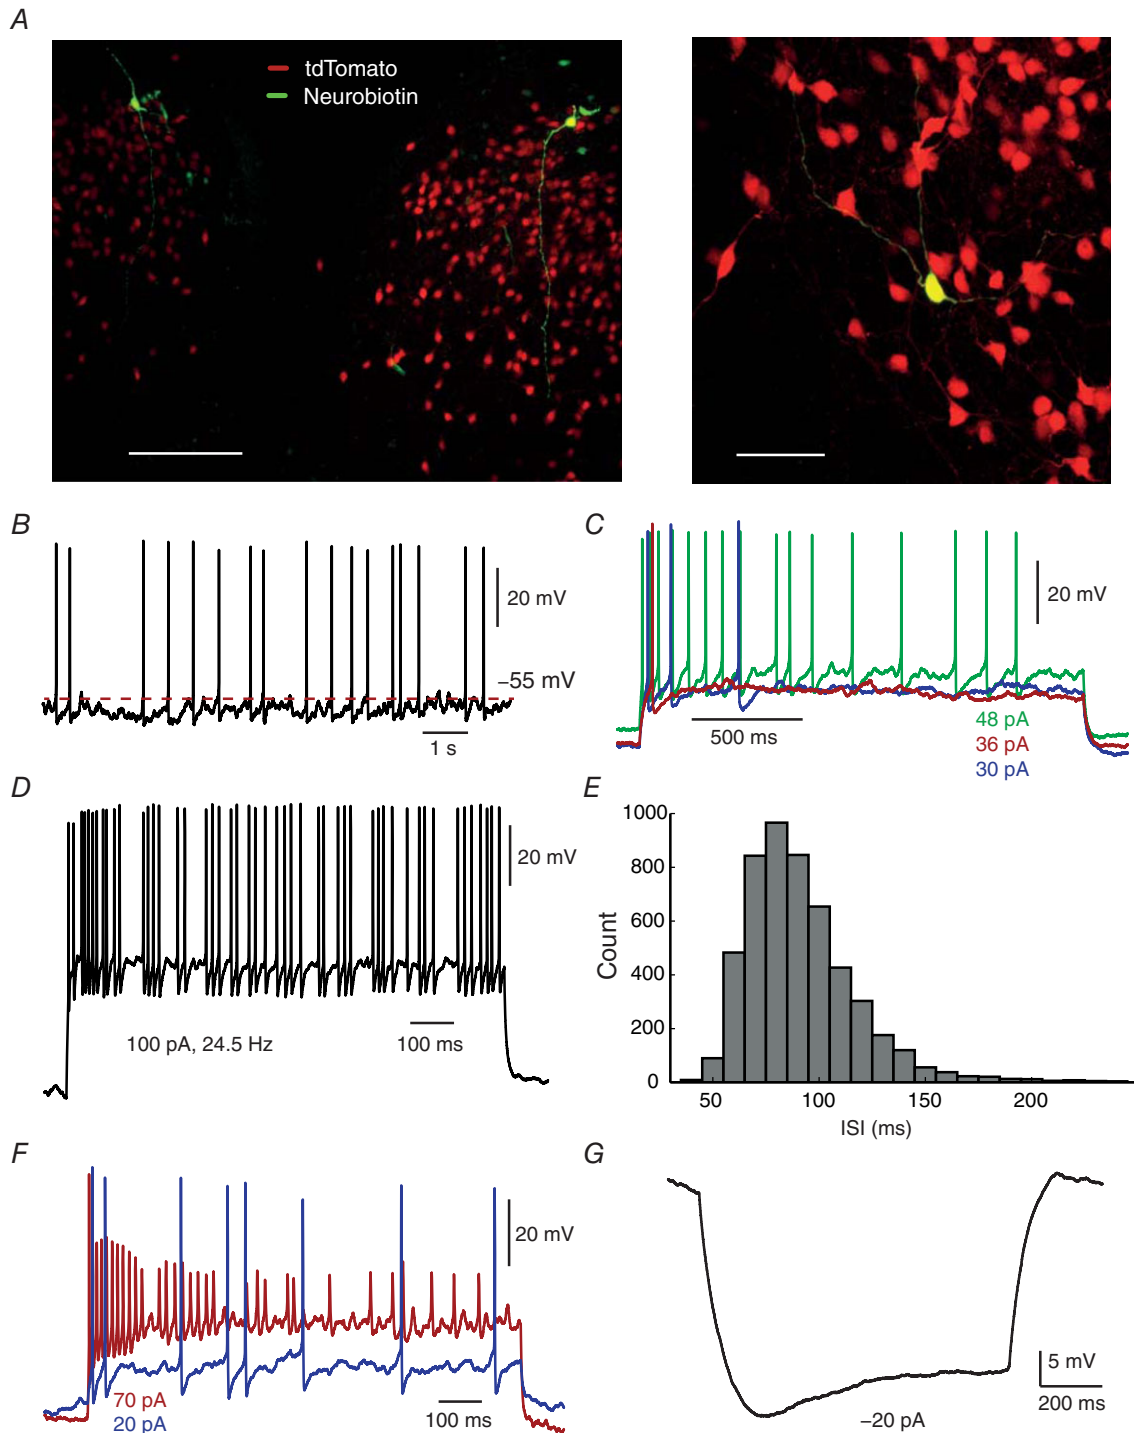 A
tdTomato
Neurobiotin
B
20 mV
−55 mV
1 s
C
20 mV
500 ms
48 pA
36 pA
30 pA
D
20 mV
100 pA, 24.5 Hz
100 ms
E
1000
800
600
400
200
0
Count
50
100
150
200
ISI (ms)
F
20 mV
70 pA
20 pA
100 ms
G
5 mV
200 ms
−20 pA